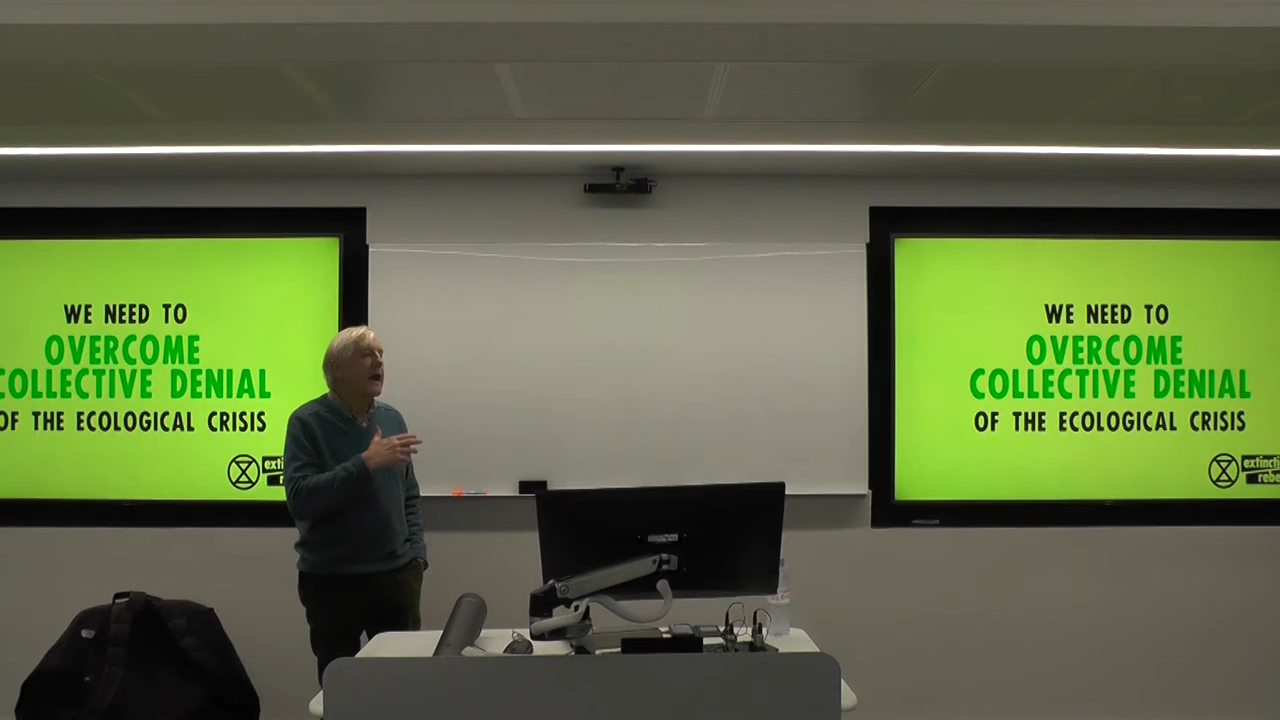 WE NEED TO
OVERCOME
COLLECTIVE DENIAL
OF THE ECOLOGICAL CRISIS
WE NEED TO
OVERCOME
COLLECTIVE DENIAL
OF THE ECOLOGICAL CRISIS